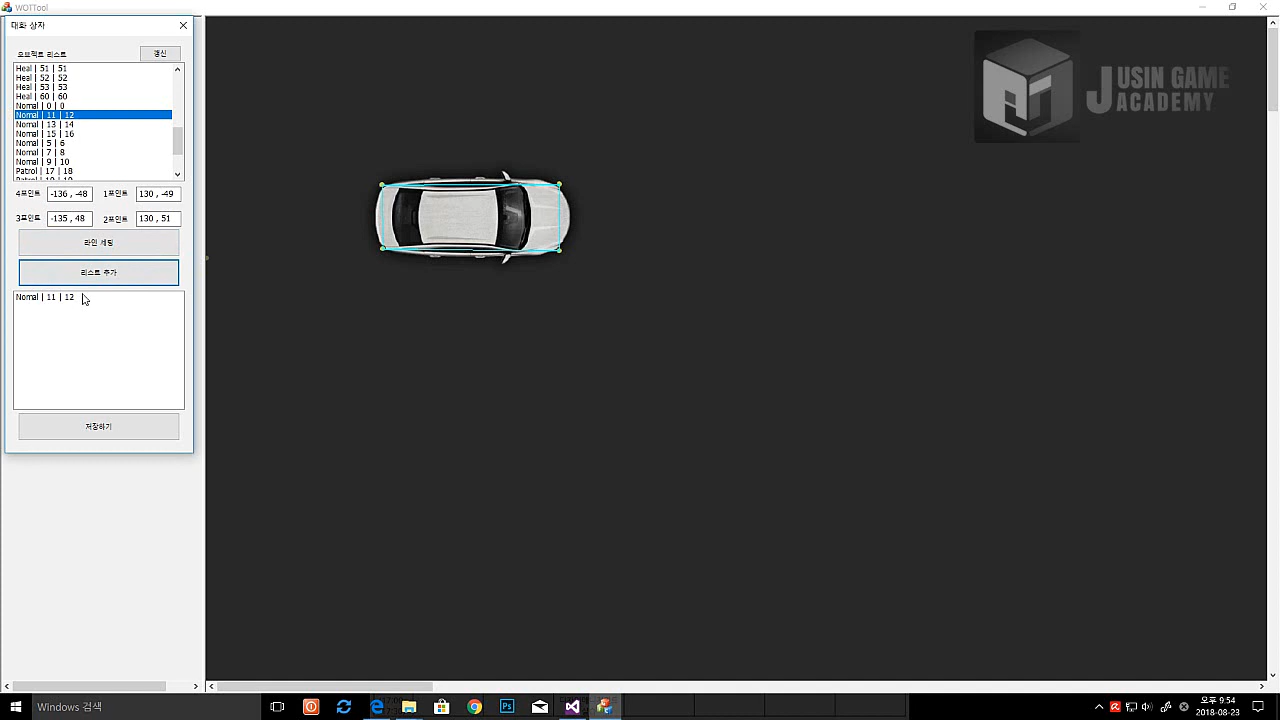 WOTTool
대화 상자
오브젝트 리스트
갱신
Heal | 51 | 51
Heal | 52 | 52
Heal | 53 | 53
Heal | 60 | 60
Nomal | 0 | 0
Nomal | 11 | 12
Nomal | 13 | 14
Nomal | 15 | 16
Nomal | 5 | 6
Nomal | 7 | 8
Nomal | 9 | 10
Patrol | 17 | 18
4포인트 -136 , -48 1포인트 130 , -49
3포인트 -135 , 48 2포인트 130 , 51
라인 세팅
리스트 추가
Nomal | 11 | 12
저장하기
JUSIN GAME
ACADEMY
Windows 검색
오후 9:54
2018-08-23